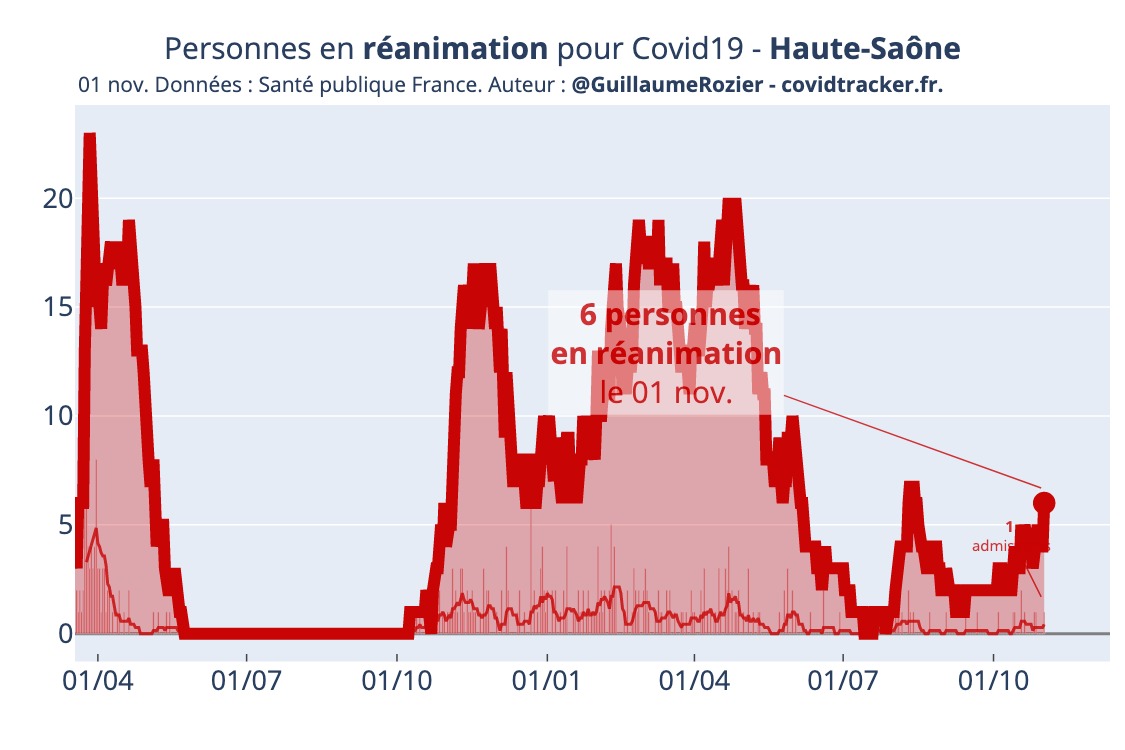 Personnes en réanimation pour Covid19 - Haute-Saône
01 nov. Données : Santé publique France. Auteur : @GuillaumeRozier - covidtracker.fr.
20
15
10
5
0
6 personnes
en réanimation
le 01 nov.
1
01/04 01/07 01/10 01/01 01/04 01/07 01/10